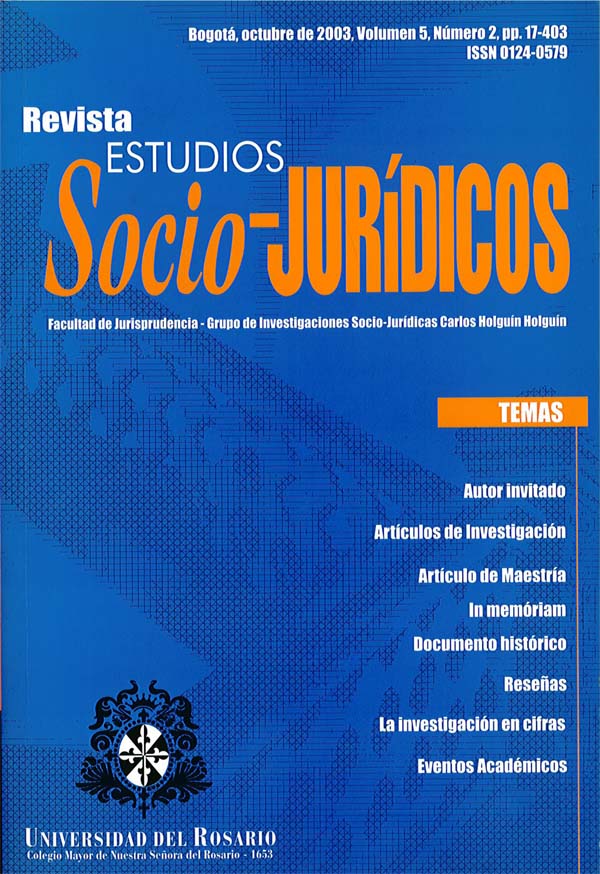 Bogotá, octubre de 2003, Volumen 5, Número 2, pp. 17-403
ISSN 0124-0579
Revista
ESTUDIOS
Socio-JURíDICOS
Facultad de Jurisprudencia - Grupo de Investigaciones Socio-Jurídicas Carlos Holguín Holguín
TEMAS
Autor invitado
Artículos de Investigación
Artículo de Maestría
In memóriam
Documento histórico
Reseñas
La investigación en cifras
Eventos Académicos
UNIVERSIDAD DEL ROSARIO
Colegio Mayor de Nuestra Señora del Rosario - 1653